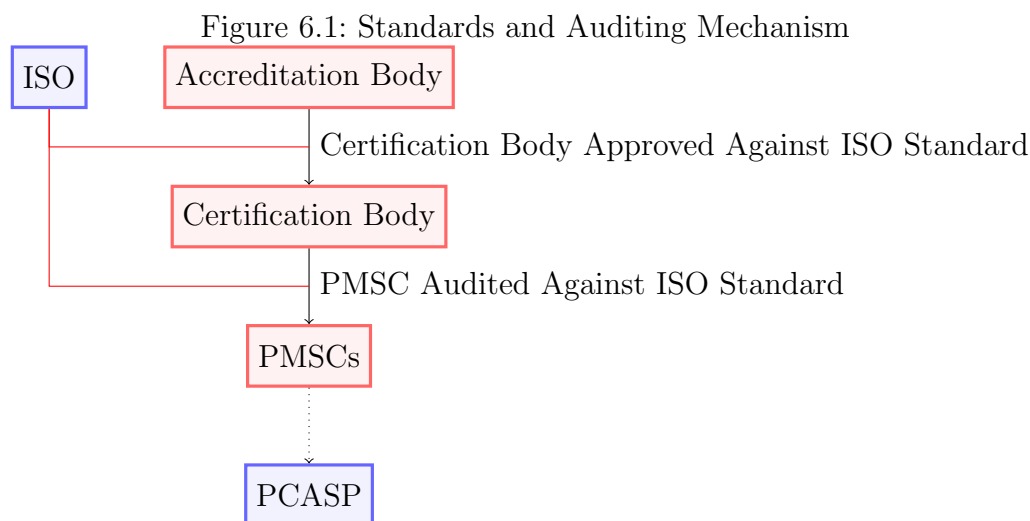 Figure 6.1: Standards and Auditing Mechanism
ISO
Accreditation Body
Certification Body Approved Against ISO Standard
Certification Body
PMSC Audited Against ISO Standard
PMSCs
PCASP